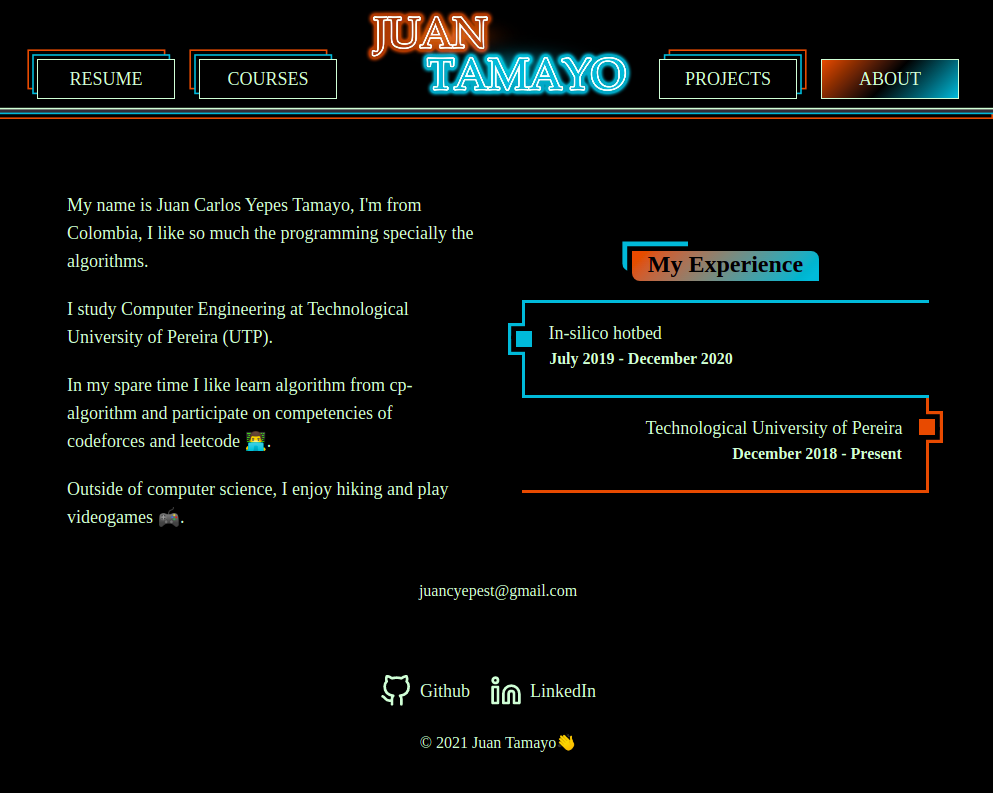 JUAN
TAMAYO
RESUME
COURSES
PROJECTS
ABOUT
My name is Juan Carlos Yepes Tamayo, I'm from
Colombia, I like so much the programming specially the
algorithms.
I study Computer Engineering at Technological
University of Pereira (UTP).
In my spare time I like learn algorithm from cp-
algorithm and participate on competencies of
codeforces and leetcode 👨‍💻.
Outside of computer science, I enjoy hiking and play
videogames 🎮.
My Experience
In-silico hotbed
July 2019 - December 2020
Technological University of Pereira
December 2018 - Present
juancyepest@gmail.com
Github
LinkedIn
© 2021 Juan Tamayo👋